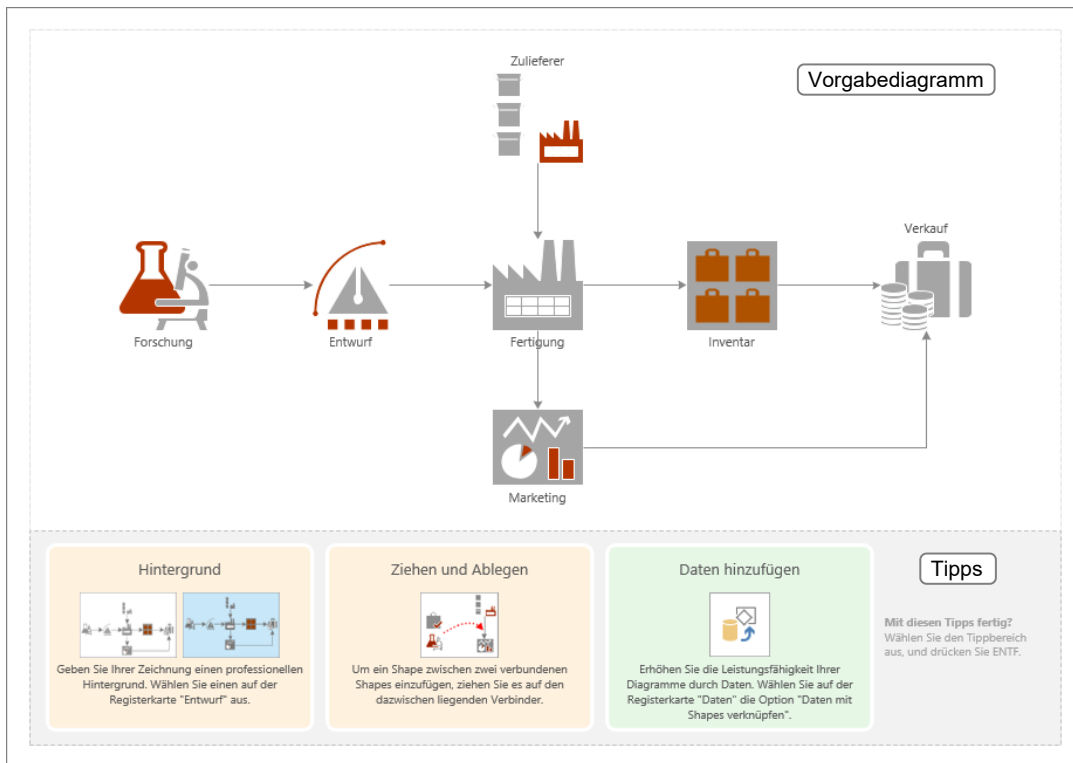 Zulieferer
Vorgabediagramm
Verkauf
Forschung
Entwurf
Fertigung
Inventar
Marketing
Hintergrund
Geben Sie Ihrer Zeichnung einen professionellen
Hintergrund. Wählen Sie einen auf der
Registerkarte "Entwurf" aus.
Ziehen und Ablegen
Um ein Shape zwischen zwei verbundenen
Shapes einzufügen, ziehen Sie es auf den
dazwischen liegenden Verbinder.
Daten hinzufügen
Erhöhen Sie die Leistungsfähigkeit Ihrer
Diagramme durch Daten. Wählen Sie auf der
Registerkarte "Daten" die Option "Daten mit
Shapes verknüpfen".
Tipps
Mit diesen Tipps fertig?
Wählen Sie den Tippbereich
aus, und drücken Sie ENTF.